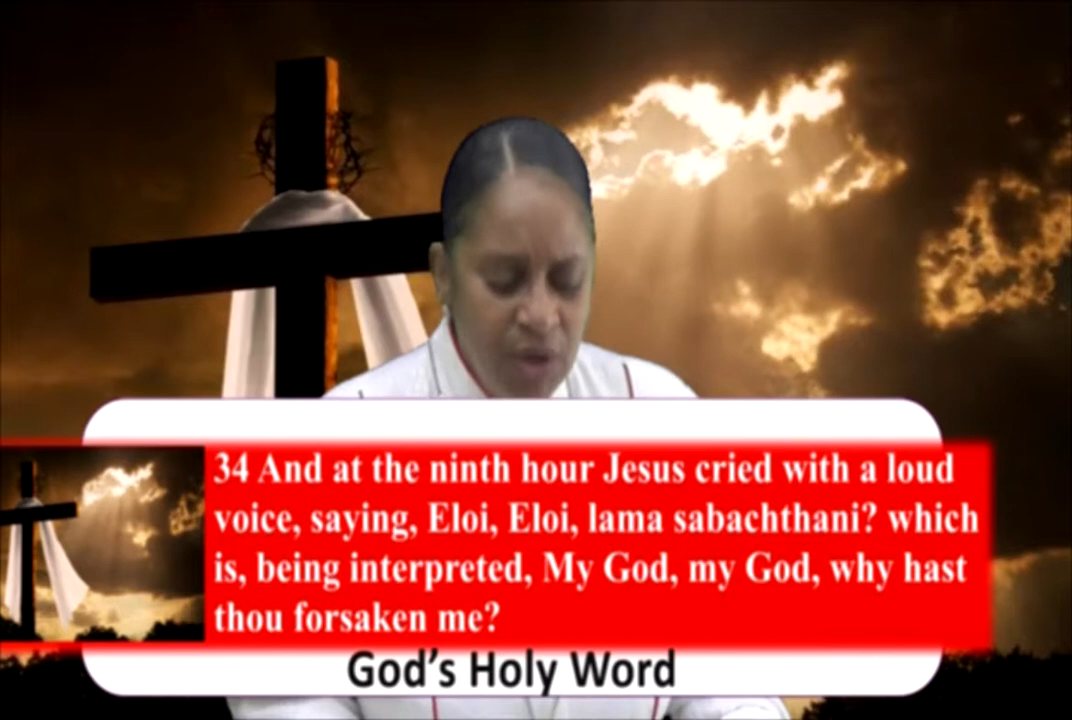 34 And at the ninth hour Jesus cried with a loud
voice, saying, Eloi, Eloi, lama sabachthani? which
is, being interpreted, My God, my God, why hast
thou forsaken me?
God's Holy Word